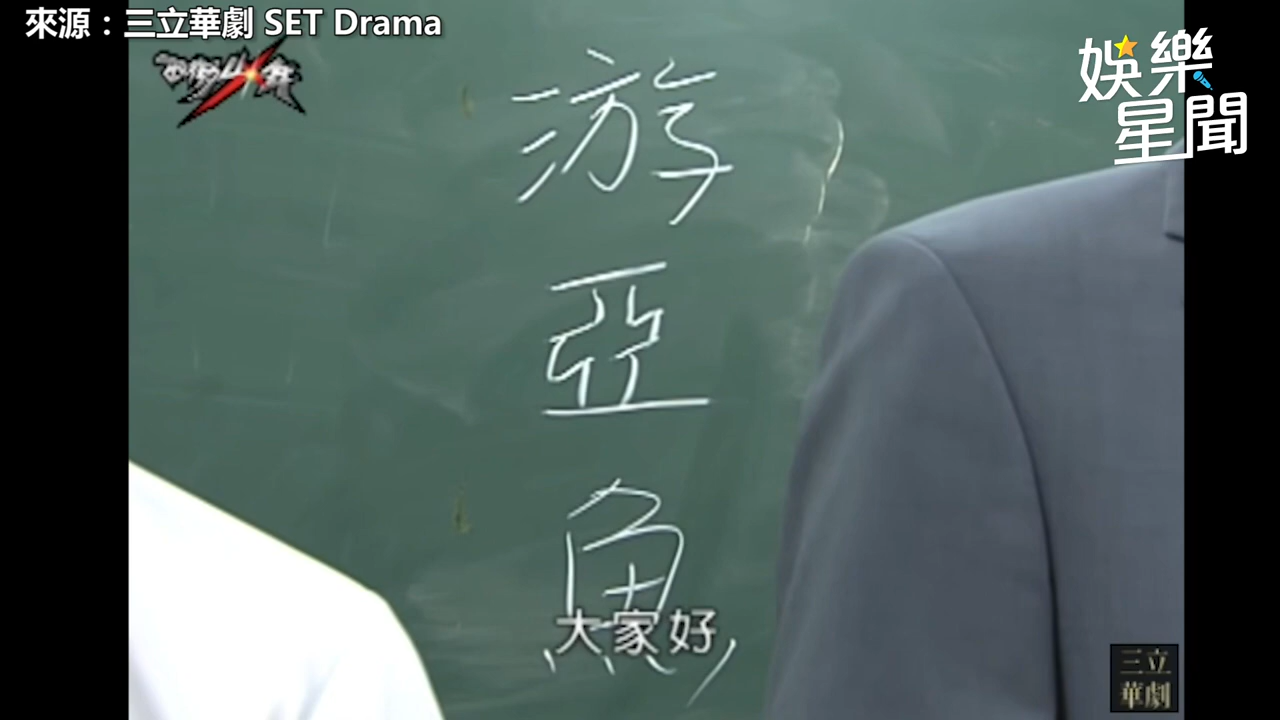 來源：三立華劇 SET Drama
娛樂
星聞
游
亞
魚
大家好
三立
華劇